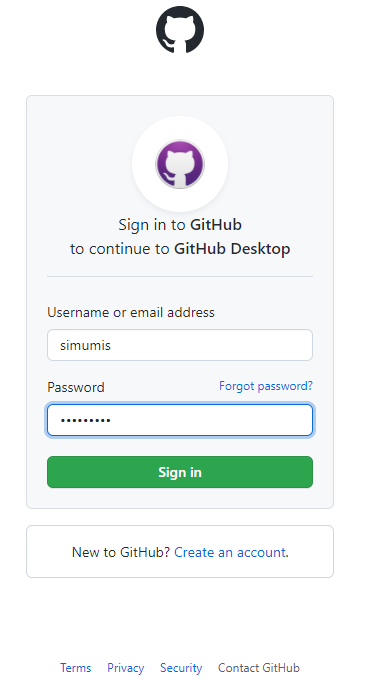 Sign in to GitHub
to continue to GitHub Desktop
Username or email address
simumis
Password Forgot password?
•••••••••
Sign in
New to GitHub? Create an account.
Terms Privacy Security Contact GitHub